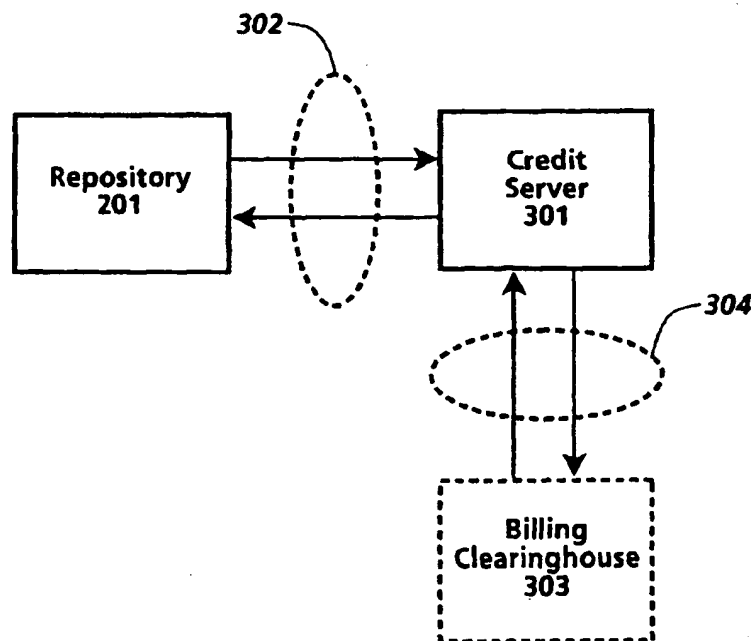 302
Repository
201
Credit
Server
301
304
Billing
Clearinghouse
303